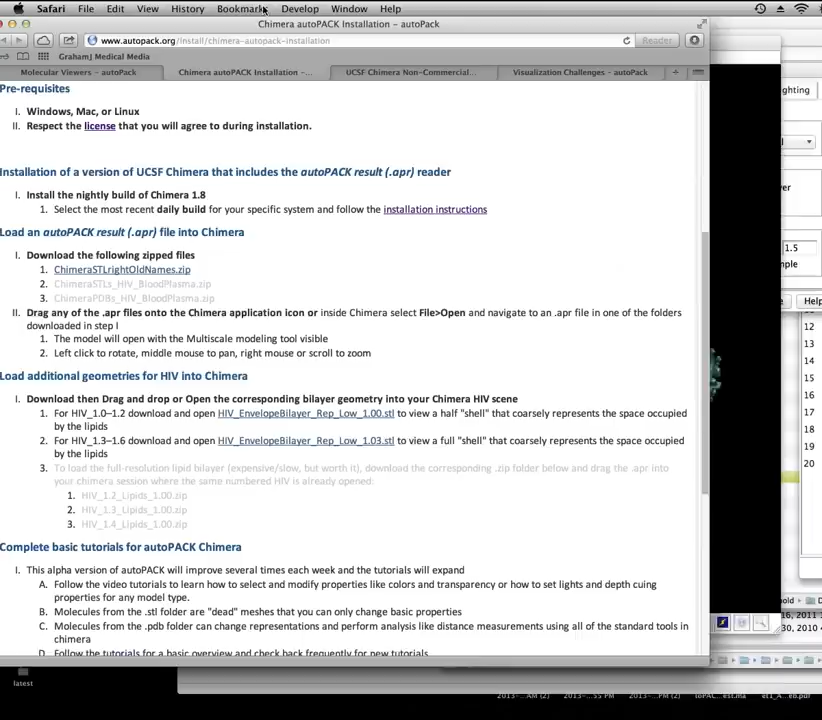 Safari File Edit View History Bookmarks Develop Window Help
Chimera autoPACK Installation – autoPack
www.autopack.org/install/chimera-autopack-installation
Reader
GrahamJ Medical Media
Molecular Viewers – autoPack
Chimera autoPACK Installation –...
UCSF Chimera Non-Commercial...
Visualization Challenges – autoPack
Pre-requisites
I. Windows, Mac, or Linux
II. Respect the license that you will agree to during installation.
Installation of a version of UCSF Chimera that includes the autoPACK result (.apr) reader
I. Install the nightly build of Chimera 1.8
1. Select the most recent daily build for your specific system and follow the installation instructions
Load an autoPACK result (.apr) file into Chimera
I. Download the following zipped files
1. ChimeraSTLrightOldNames.zip
2. ChimeraSTLs_HIV_BloodPlasma.zip
3. ChimeraPDBs_HIV_BloodPlasma.zip
II. Drag any of the .apr files onto the Chimera application icon or inside Chimera select File>Open and navigate to an .apr file in one of the folders
downloaded in step I
1. The model will open with the Multiscale modeling tool visible
2. Left click to rotate, middle mouse to pan, right mouse or scroll to zoom
Load additional geometries for HIV into Chimera
I. Download then Drag and drop or Open the corresponding bilayer geometry into your Chimera HIV scene
1. For HIV_1.0–1.2 download and open HIV_EnvelopeBilayer_Rep_Low_1.00.stl to view a half "shell" that coarsely represents the space occupied
by the lipids
2. For HIV_1.3–1.6 download and open HIV_EnvelopeBilayer_Rep_Low_1.03.stl to view a full "shell" that coarsely represents the space occupied
by the lipids
3. To load the full-resolution lipid bilayer (expensive/slow, but worth it), download the corresponding .zip folder below and drag the .apr into
your chimera session where the same numbered HIV is already opened:
1. HIV_1.2_Lipids_1.00.zip
2. HIV_1.3_Lipids_1.00.zip
3. HIV_1.4_Lipids_1.00.zip
Complete basic tutorials for autoPACK Chimera
I. This alpha version of autoPACK will improve several times each week and the tutorials will expand
A. Follow the video tutorials to learn how to select and modify properties like colors and transparency or how to set lights and depth cuing
properties for any model type.
B. Molecules from the .stl folder are "dead" meshes that you can only change basic properties
C. Molecules from the .pdb folder can change representations and perform analysis like distance measurements using all of the standard tools in
chimera
D. Follow the tutorials for a basic overview and check back frequently for new tutorials
ghting
1.5
Help
12
13
14
15
16
17
18
19
20
16, 2011
30, 2010
latest